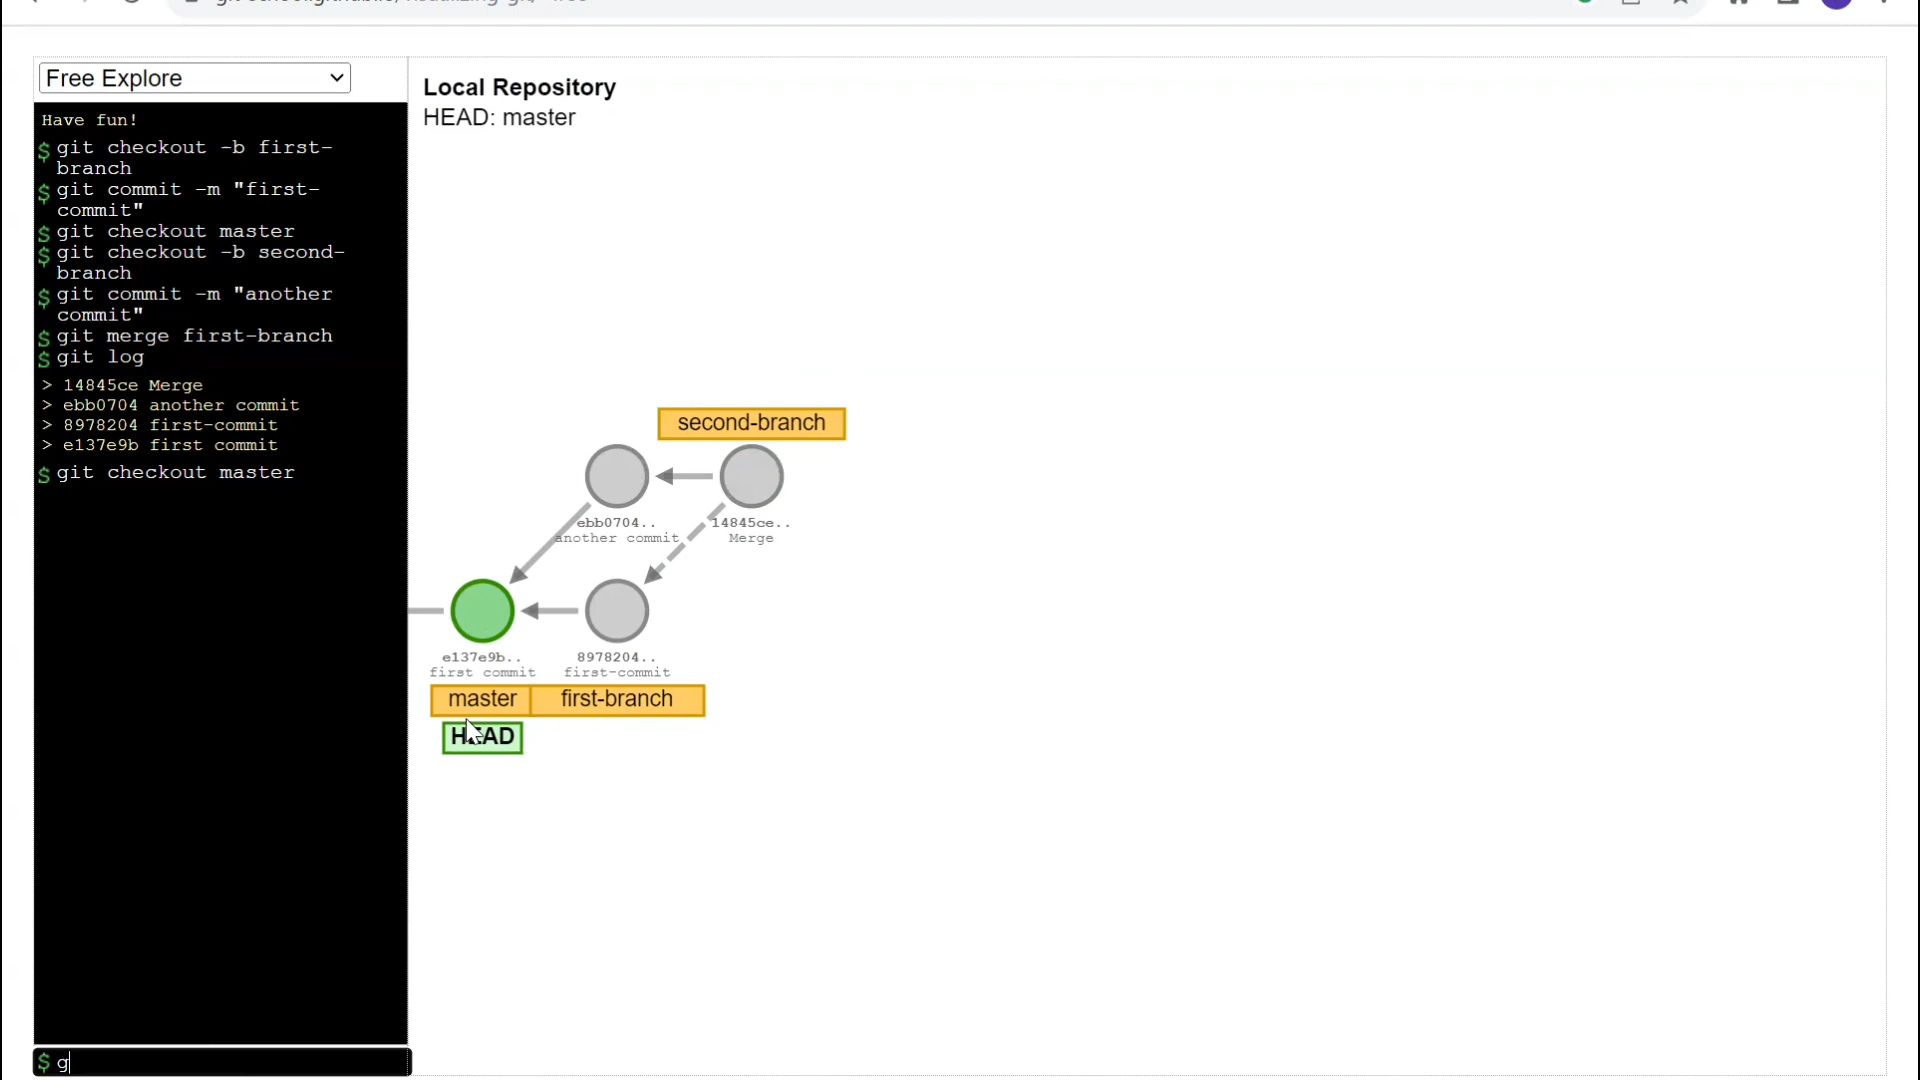 Free Explore
Have fun!
$ git checkout -b first-
branch
$ git commit -m "first-
commit"
$ git checkout master
$ git checkout -b second-
branch
$ git commit -m "another
commit"
$ git merge first-branch
$ git log
> 14845ce Merge
> ebb0704 another commit
> 8978204 first-commit
> e137e9b first commit
$ git checkout master
$ g
Local Repository
HEAD: master
second-branch
ebb0704..
another commit
14845ce..
Merge
e137e9b..
first commit
8978204..
first-commit
master
first-branch
HEAD